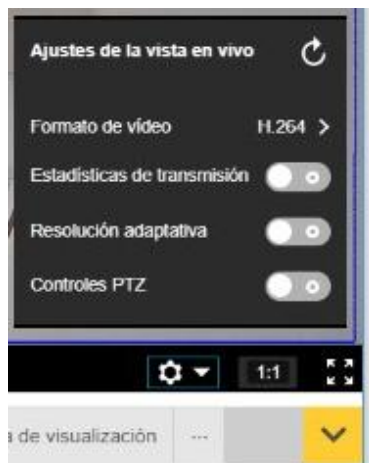 Ajustes de la vista en vivo
Formato de vídeo H.264 >
Estadísticas de transmisión
Resolución adaptativa
Controles PTZ
1:1
de visualización ...